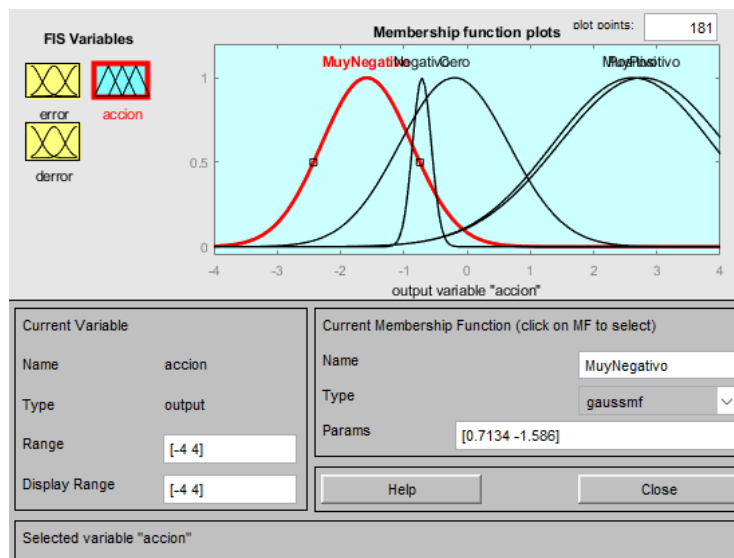 FIS Variables
error
accion
derror
Membership function plots
plot points:
181
MuyNegativo
Negativo
Cero
Positivo
1
0.5
0
-4 -3 -2 -1 0 1 2 3 4
output variable "accion"
Current Variable
Name accion
Type output
Range [-4 4]
Display Range [-4 4]
Current Membership Function (click on MF to select)
Name MuyNegativo
Type gaussmf
Params [0.7134 -1.586]
Help Close
Selected variable "accion"